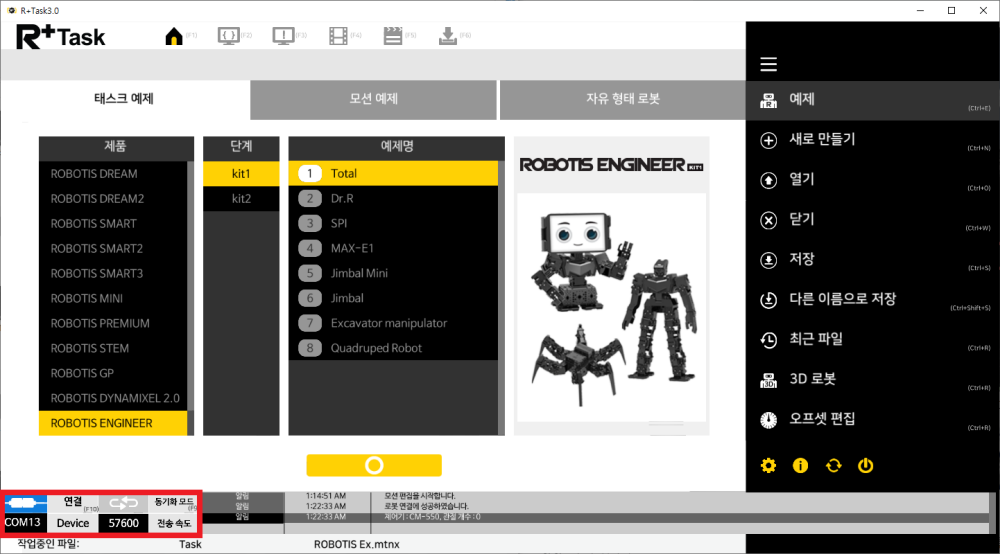 R+Task3.0
R+Task
(F1)
(F2)
(F3)
(F4)
(F5)
(F6)
태스크 예제
모션 예제
자유 형태 로봇
제품
ROBOTIS DREAM
ROBOTIS DREAM2
ROBOTIS SMART
ROBOTIS SMART2
ROBOTIS SMART3
ROBOTIS MINI
ROBOTIS PREMIUM
ROBOTIS STEM
ROBOTIS GP
ROBOTIS DYNAMIXEL 2.0
ROBOTIS ENGINEER
단계
kit1
kit2
예제명
1 Total
2 Dr.R
3 SPI
4 MAX-E1
5 Jimbal Mini
6 Jimbal
7 Excavator manipulator
8 Quadruped Robot
ROBOTIS ENGINEER KIT1
예제 (Ctrl+E)
새로 만들기 (Ctrl+N)
열기 (Ctrl+O)
닫기 (Ctrl+W)
저장 (Ctrl+S)
다른 이름으로 저장 (Ctrl+Shift+S)
최근 파일 (Ctrl+R)
3D 로봇 (Ctrl+R)
오프셋 편집 (Ctrl+R)
연결 (F10)
동기화 모드 (F9)
COM13 Device 57600 전송 속도
알림 1:14:51 AM 모션 편집을 시작합니다.
알림 1:22:33 AM 로봇 연결에 성공하였습니다.
알림 1:22:33 AM 제어기 : CM-550, 관절 개수 : 0
작업중인 파일: Task ROBOTIS Ex.mtnx